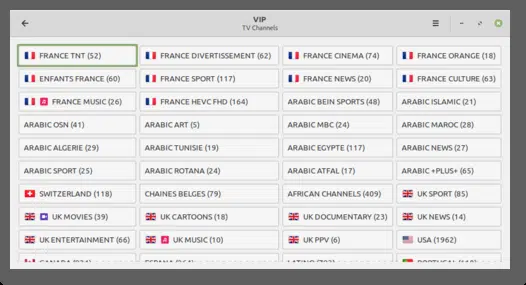 VIP
TV Channels
FRANCE TNT (52)
FRANCE DIVERTISSEMENT (62)
FRANCE CINEMA (74)
FRANCE ORANGE (18)
ENFANTS FRANCE (60)
FRANCE SPORT (117)
FRANCE NEWS (20)
FRANCE CULTURE (63)
FRANCE MUSIC (26)
FRANCE HEVC FHD (164)
ARABIC BEIN SPORTS (48)
ARABIC ISLAMIC (21)
ARABIC OSN (41)
ARABIC ART (5)
ARABIC MBC (24)
ARABIC MAROC (28)
ARABIC ALGERIE (29)
ARABIC TUNISIE (19)
ARABIC EGYPTE (117)
ARABIC NEWS (27)
ARABIC SPORT (25)
ARABIC ROTANA (24)
ARABIC ATFAL (17)
ARABIC +PLUS+ (65)
SWITZERLAND (118)
CHAINES BELGES (79)
AFRICAN CHANNELS (409)
UK SPORT (85)
UK MOVIES (39)
UK CARTOONS (18)
UK DOCUMENTARY (23)
UK NEWS (14)
UK ENTERTAINMENT (66)
UK MUSIC (10)
UK PPV (6)
USA (1962)
CANADA
ESPANA
LATINO
PORTUGAL